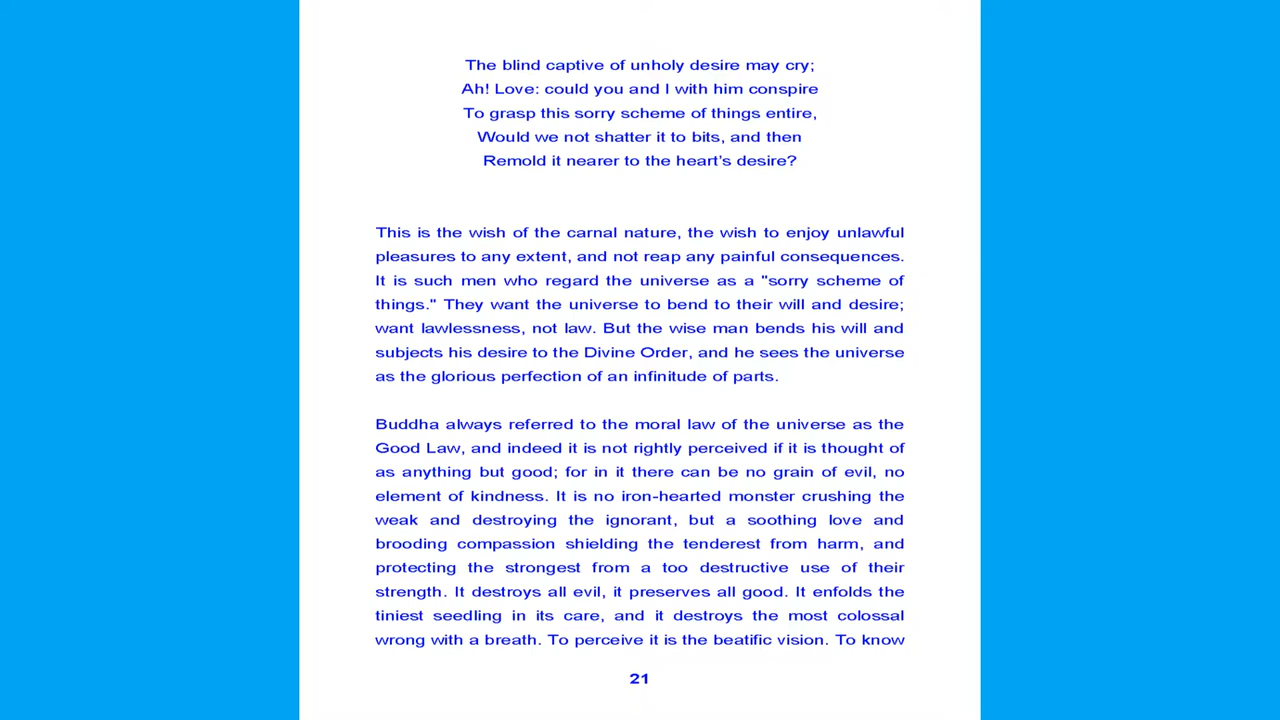 The blind captive of unholy desire may cry;
Ah! Love: could you and I with him conspire
To grasp this sorry scheme of things entire,
Would we not shatter it to bits, and then
Remold it nearer to the heart's desire?
This is the wish of the carnal nature, the wish to enjoy unlawful
pleasures to any extent, and not reap any painful consequences.
It is such men who regard the universe as a "sorry scheme of
things." They want the universe to bend to their will and desire;
want lawlessness, not law. But the wise man bends his will and
subjects his desire to the Divine Order, and he sees the universe
as the glorious perfection of an infinitude of parts.
Buddha always referred to the moral law of the universe as the
Good Law, and indeed it is not rightly perceived if it is thought of
as anything but good; for in it there can be no grain of evil, no
element of kindness. It is no iron-hearted monster crushing the
weak and destroying the ignorant, but a soothing love and
brooding compassion shielding the tenderest from harm, and
protecting the strongest from a too destructive use of their
strength. It destroys all evil, it preserves all good. It enfolds the
tiniest seedling in its care, and it destroys the most colossal
wrong with a breath. To perceive it is the beatific vision. To know
21